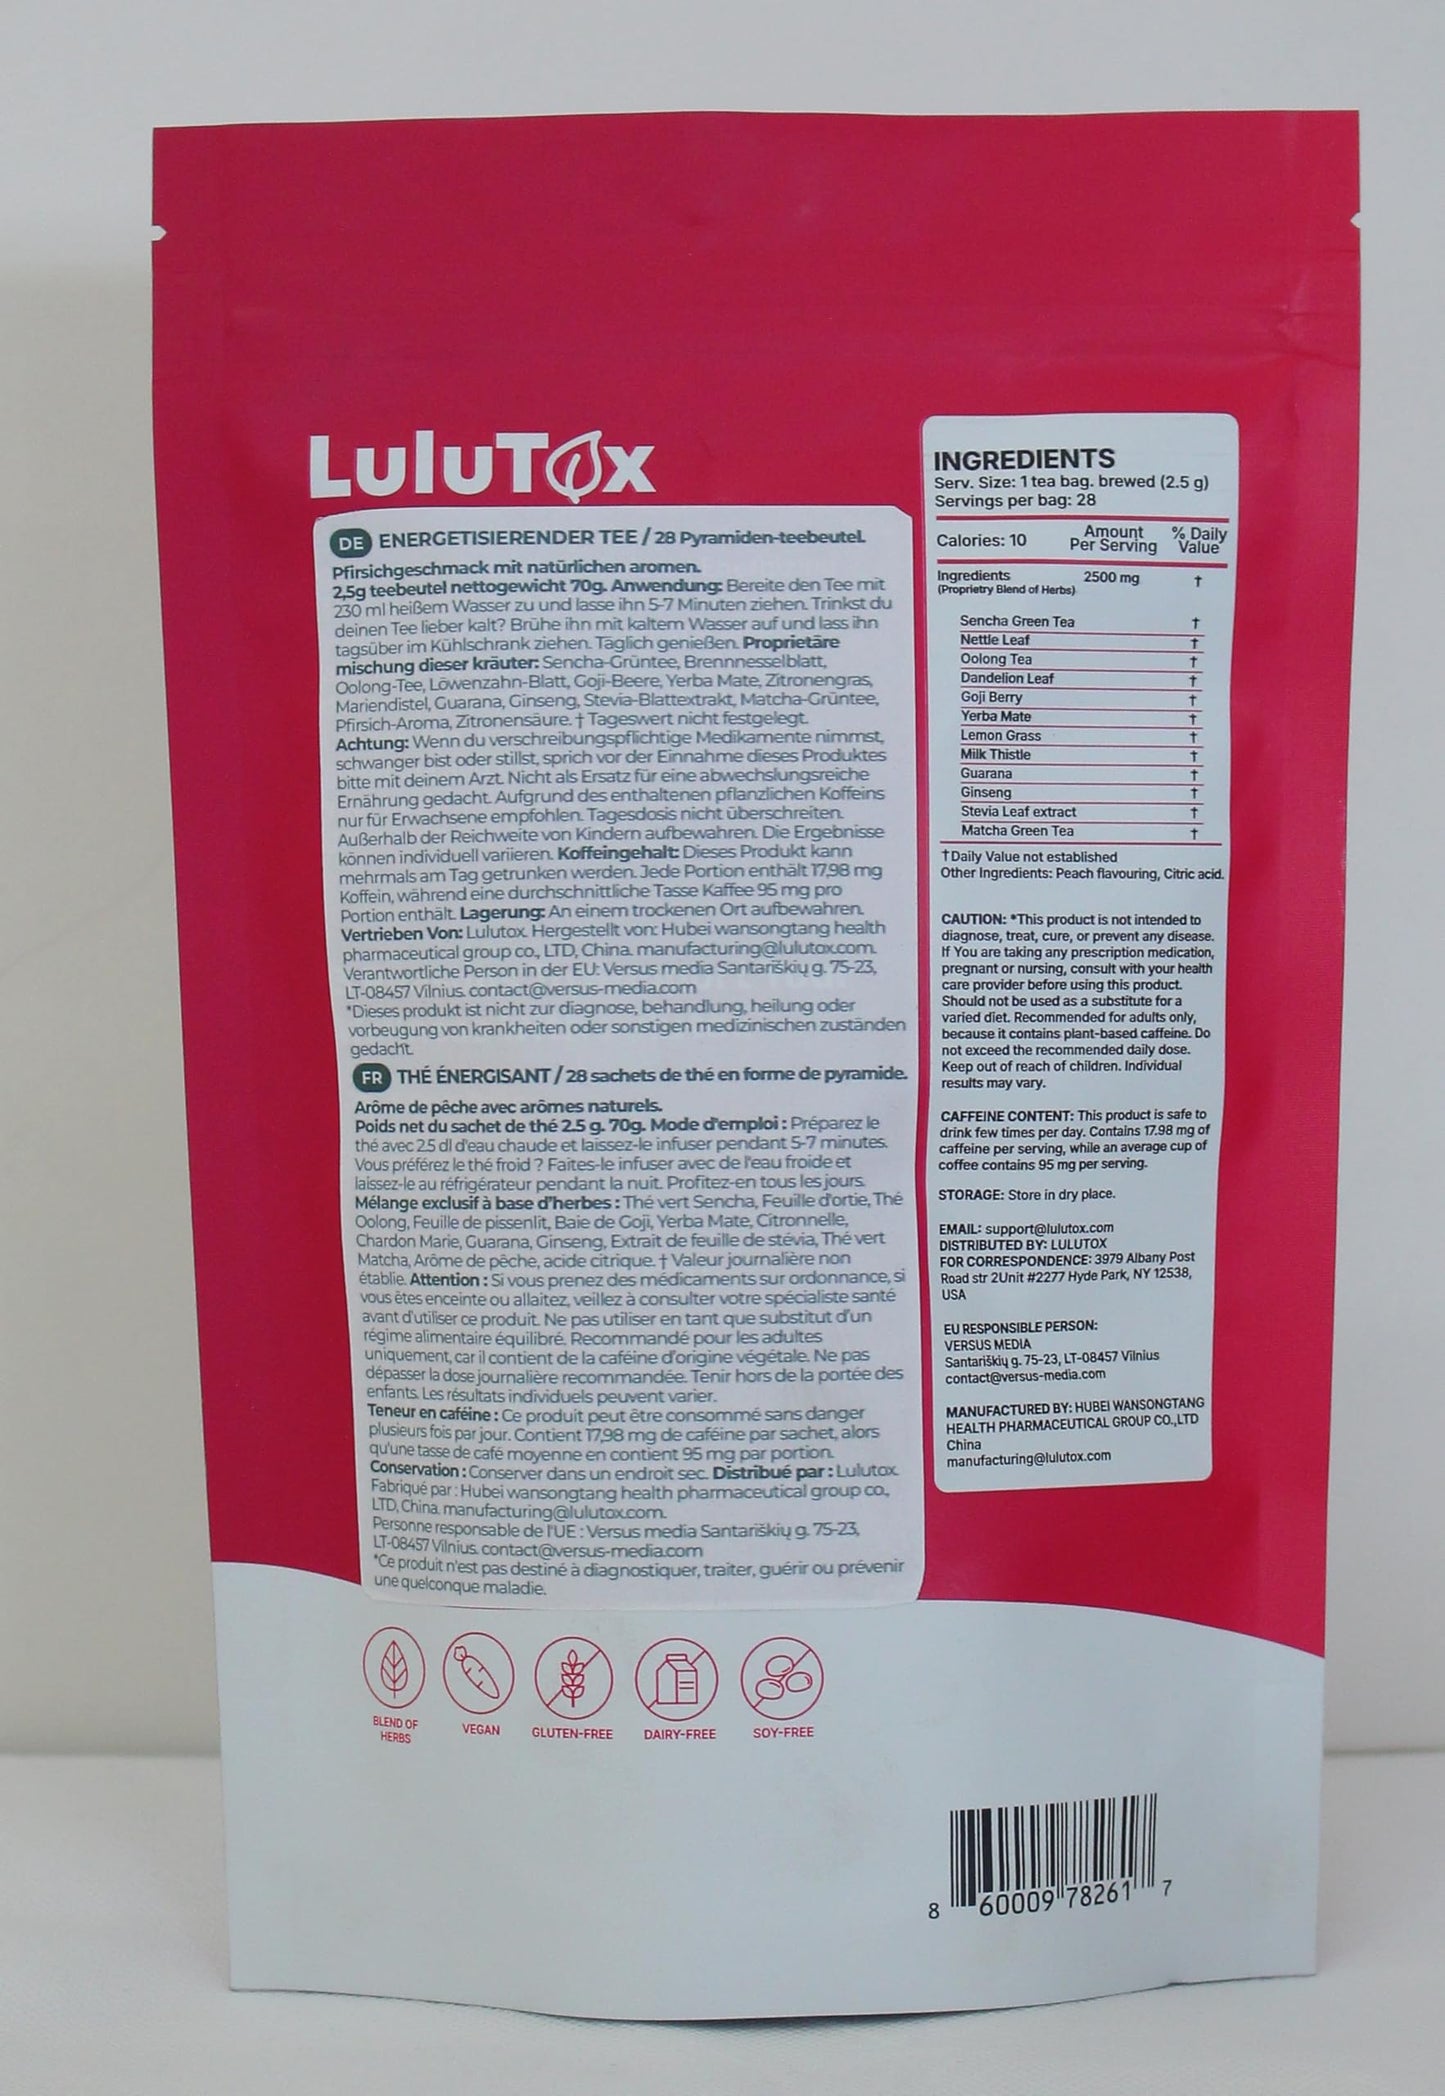 LuluTox
DE ENERGETISIERENDER TEE / 28 Pyramiden-teebeutel.
Pfirsichgeschmack mit natürlichen aromen.
2,5g teebeutel nettogewicht 70g. Anwendung: Bereite den Tee mit
230 ml heißem Wasser zu und lasse ihn 5-7 Minuten ziehen. Trinkst du
deinen Tee lieber kalt? Brühe ihn mit kaltem Wasser auf und lass ihn
tagsüber im Kühlschrank ziehen. Täglich genießen. Proprietäre
mischung dieser kräuter: Sencha-Grüntee, Brennnesselblatt,
Oolong-Tee, Löwenzahn-Blatt, Goji-Beere, Yerba Mate, Zitronengras,
Mariendistel, Guarana, Ginseng, Stevia-Blattextrakt, Matcha-Grüntee,
Pfirsich-Aroma, Zitronensäure. † Tageswert nicht festgelegt.
Achtung: Wenn du verschreibungspflichtige Medikamente nimmst,
schwanger bist oder stillst, sprich vor der Einnahme dieses Produktes
bitte mit deinem Arzt. Nicht als Ersatz für eine abwechslungsreiche
Ernährung gedacht. Aufgrund des enthaltenen pflanzlichen Koffeins
nur für Erwachsene empfohlen. Tagesdosis nicht überschreiten.
Außerhalb der Reichweite von Kindern aufbewahren. Die Ergebnisse
können individuell variieren. Koffeingehalt: Dieses Produkt kann
mehrmals am Tag getrunken werden. Jede Portion enthält 17,98 mg
Koffein, während eine durchschnittliche Tasse Kaffee 95 mg pro
Portion enthält. Lagerung: An einem trockenen Ort aufbewahren.
Vertrieben Von: Lulutox. Hergestellt von: Hubei wansongtang health
pharmaceutical group co., LTD, China. manufacturing@lulutox.com.
Verantwortliche Person in der EU: Versus media Santariškių g. 75-23,
LT-08457 Vilnius. contact@versus-media.com
*Dieses produkt ist nicht zur diagnose, behandlung, heilung oder
vorbeugung von krankheiten oder sonstigen medizinischen zuständen
gedacht.
FR THÉ ÉNERGISANT / 28 sachets de thé en forme de pyramide.
Arôme de pêche avec arômes naturels.
Poids net du sachet de thé 2.5 g. 70g. Mode d'emploi : Préparez le
thé avec 2.5 dl d'eau chaude et laissez-le infuser pendant 5-7 minutes.
Vous préférez le thé froid ? Faites-le infuser avec de l'eau froide et
laissez-le au réfrigérateur pendant la nuit. Profitez-en tous les jours.
Mélange exclusif à base d'herbes : Thé vert Sencha, Feuille d'ortie, Thé
Oolong, Feuille de pissenlit, Baie de Goji, Yerba Mate, Citronnelle,
Chardon Marie, Guarana, Ginseng, Extrait de feuille de stévia, Thé vert
Matcha, Arôme de pêche, acide citrique. † Valeur journalière non
établie. Attention : Si vous prenez des médicaments sur ordonnance, si
vous êtes enceinte ou allaitez, veillez à consulter votre spécialiste santé
avant d'utiliser ce produit. Ne pas utiliser en tant que substitut d'un
régime alimentaire équilibré. Recommandé pour les adultes
uniquement, car il contient de la caféine d'origine végétale. Ne pas
dépasser la dose journalière recommandée. Tenir hors de la portée des
enfants. Les résultats individuels peuvent varier.
Teneur en caféine : Ce produit peut être consommé sans danger
plusieurs fois par jour. Contient 17,98 mg de caféine par sachet, alors
qu'une tasse de café moyenne en contient 95 mg par portion.
Conservation : Conserver dans un endroit sec. Distribué par : Lulutox.
Fabriqué par : Hubei wansongtang health pharmaceutical group co.,
LTD, China. manufacturing@lulutox.com.
Personne responsable de l'UE : Versus media Santariškių g. 75-23,
LT-08457 Vilnius. contact@versus-media.com
*Ce produit n'est pas destiné à diagnostiquer, traiter, guérir ou prévenir
une quelconque maladie.
INGREDIENTS
Serv. Size: 1 tea bag. brewed (2.5 g)
Servings per bag: 28
Calories: 10 Amount Per Serving % Daily Value
Ingredients 2500 mg †
(Proprietry Blend of Herbs)
Sencha Green Tea †
Nettle Leaf †
Oolong Tea †
Dandelion Leaf †
Goji Berry †
Yerba Mate †
Lemon Grass †
Milk Thistle †
Guarana †
Ginseng †
Stevia Leaf extract †
Matcha Green Tea †
†Daily Value not established
Other Ingredients: Peach flavouring, Citric acid.
CAUTION: *This product is not intended to
diagnose, treat, cure, or prevent any disease.
If You are taking any prescription medication,
pregnant or nursing, consult with your health
care provider before using this product.
Should not be used as a substitute for a
varied diet. Recommended for adults only,
because it contains plant-based caffeine. Do
not exceed the recommended daily dose.
Keep out of reach of children. Individual
results may vary.
CAFFEINE CONTENT: This product is safe to
drink few times per day. Contains 17.98 mg of
caffeine per serving, while an average cup of
coffee contains 95 mg per serving.
STORAGE: Store in dry place.
EMAIL: support@lulutox.com
DISTRIBUTED BY: LULUTOX
FOR CORRESPONDENCE: 3979 Albany Post
Road str 2Unit #2277 Hyde Park, NY 12538,
USA
EU RESPONSIBLE PERSON:
VERSUS MEDIA
Santariškių g. 75-23, LT-08457 Vilnius
contact@versus-media.com
MANUFACTURED BY: HUBEI WANSONGTANG
HEALTH PHARMACEUTICAL GROUP CO.,LTD
China
manufacturing@lulutox.com
BLEND OF
HERBS
VEGAN
GLUTEN-FREE
DAIRY-FREE
SOY-FREE
8 60009 78261 7